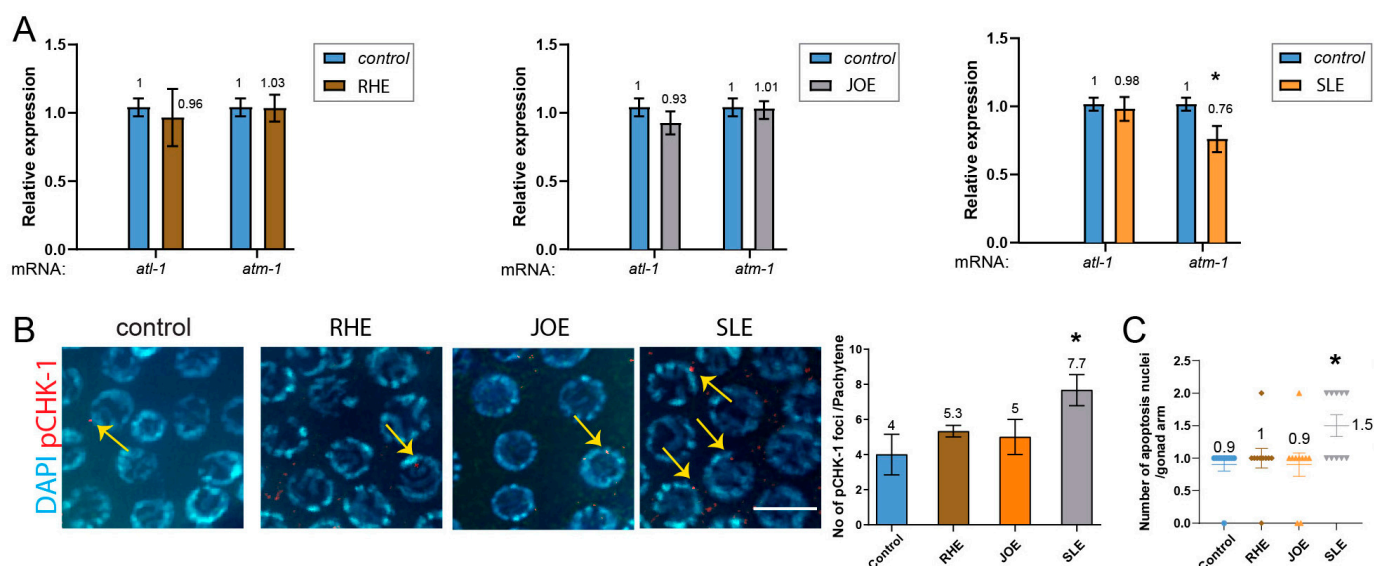 A
Relative expression
1.5
1.0
0.5
0.0
1
0.96
1
1.03
control
RHE
mRNA:
atl-1
atm-1
Relative expression
1.5
1.0
0.5
0.0
1
0.93
1
1.01
control
JOE
mRNA:
atl-1
atm-1
Relative expression
1.5
1.0
0.5
0.0
1
0.98
1
*
0.76
control
SLE
mRNA:
atl-1
atm-1
B
DAPI pCHK-1
control
RHE
JOE
SLE
No of pCHK-1 foci /Pachytene
10
8
6
4
2
0
4
5.3
5
*
7.7
Control
RHE
JOE
SLE
C
Number of apoptosis nuclei
/gonad arm
2.5
2.0
1.5
1.0
0.5
0.0
0.9
1
0.9
*
1.5
Control
RHE
JOE
SLE